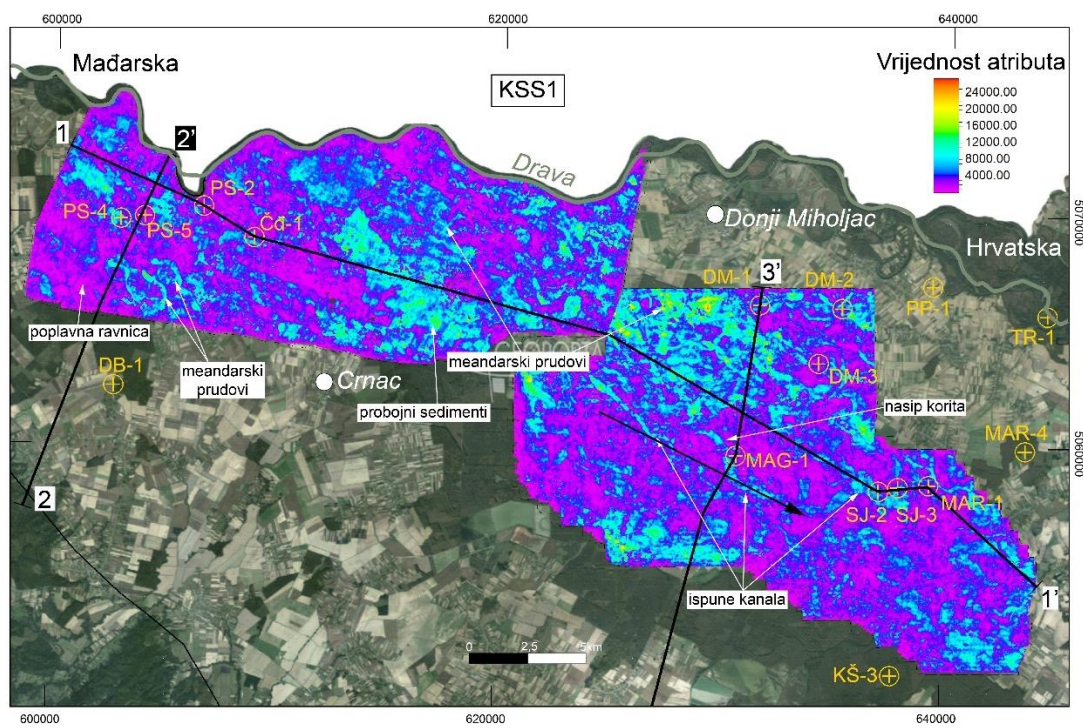 600000
620000
640000
Mađarska
KSS1
Vrijednost atributa
24000.00
20000.00
16000.00
12000.00
8000.00
4000.00
1
2’
Drava
PS-2
PS-4
PS-5
Čđ-1
Donji Miholjac
5070000
5070000
Hrvatska
3’
DM-1
DM-2
PP-1
TR-1
poplavna ravnica
meandarski
prudovi
meandarski prudovi
DB-1
Crnac
probojni sedimenti
DM-3
nasip korita
MAG-1
MAR-4
5060000
5060000
2
SJ-2
SJ-3
MAR-1
ispune kanala
1’
0
2,5
5km
KŠ-3
600000
620000
640000